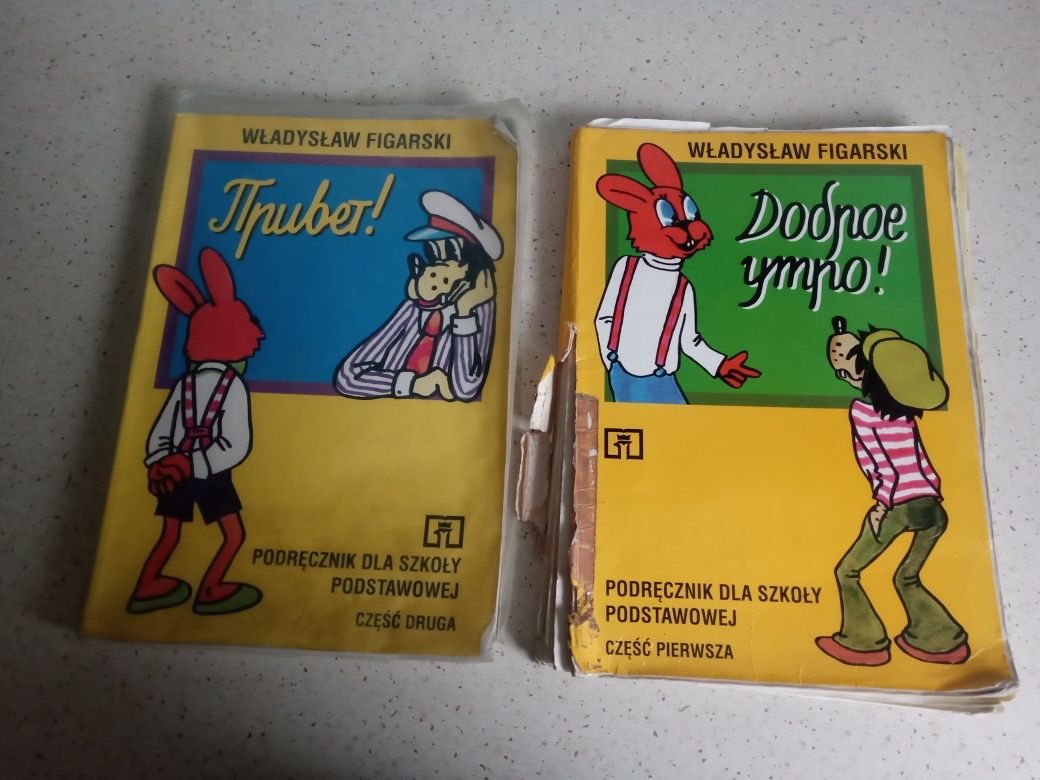 WŁADYSŁAW FIGARSKI
Привет!
PODRĘCZNIK DLA SZKOŁY
PODSTAWOWEJ
CZĘŚĆ DRUGA
WŁADYSŁAW FIGARSKI
Доброе
утро!
PODRĘCZNIK DLA SZKOŁY
PODSTAWOWEJ
CZĘŚĆ PIERWSZA